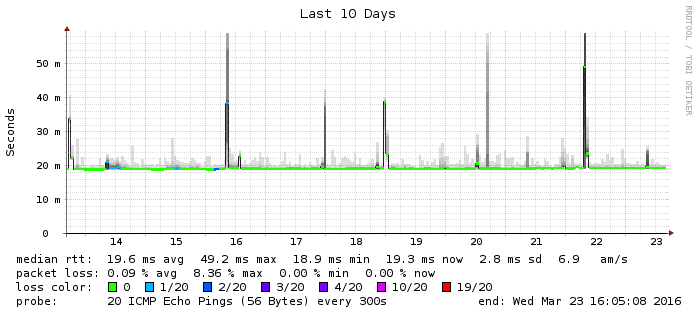 Last 10 Days
RRDTOOL / TOBI OETIKER
Seconds
50 m
40 m
30 m
20 m
10 m
0
14 15 16 17 18 19 20 21 22 23
median rtt: 19.6 ms avg 49.2 ms max 18.9 ms min 19.3 ms now 2.8 ms sd 6.9 am/s
packet loss: 0.09 % avg 8.36 % max 0.00 % min 0.00 % now
loss color: 0 1/20 2/20 3/20 4/20 10/20 19/20
probe: 20 ICMP Echo Pings (56 Bytes) every 300s end: Wed Mar 23 16:05:08 2016